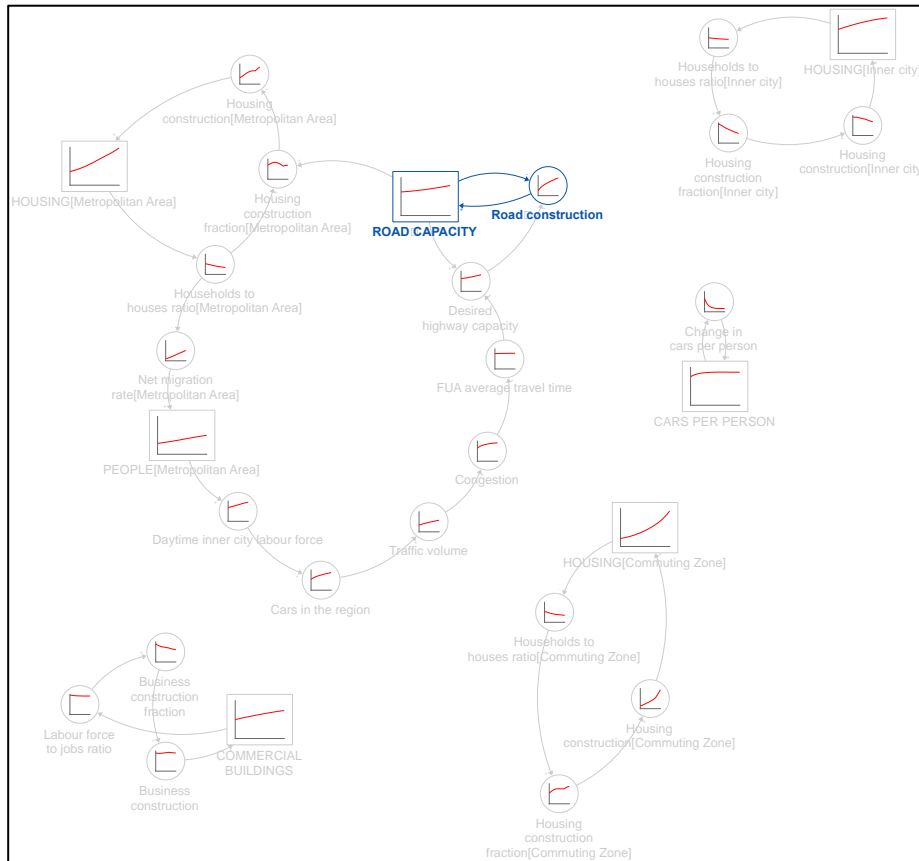 Households to
houses ratio[Inner city]
HOUSING[Inner city]
Housing
construction[Metropolitan Area]
Housing
construction
fraction[Inner city]
Housing
construction[Inner city]
HOUSING[Metropolitan Area]
Housing
construction
fraction[Metropolitan Area]
ROAD CAPACITY
Road construction
Households to
houses ratio[Metropolitan Area]
Desired
highway capacity
Change in
cars per person
Net migration
rate[Metropolitan Area]
FUA average travel time
CARS PER PERSON
PEOPLE[Metropolitan Area]
Congestion
Daytime inner city labour force
Traffic volume
HOUSING[Commuting Zone]
Cars in the region
Households to
houses ratio[Commuting Zone]
Business
construction
fraction
Labour force
to jobs ratio
COMMERCIAL
BUILDINGS
Housing
construction[Commuting Zone]
Business
construction
Housing
construction
fraction[Commuting Zone]